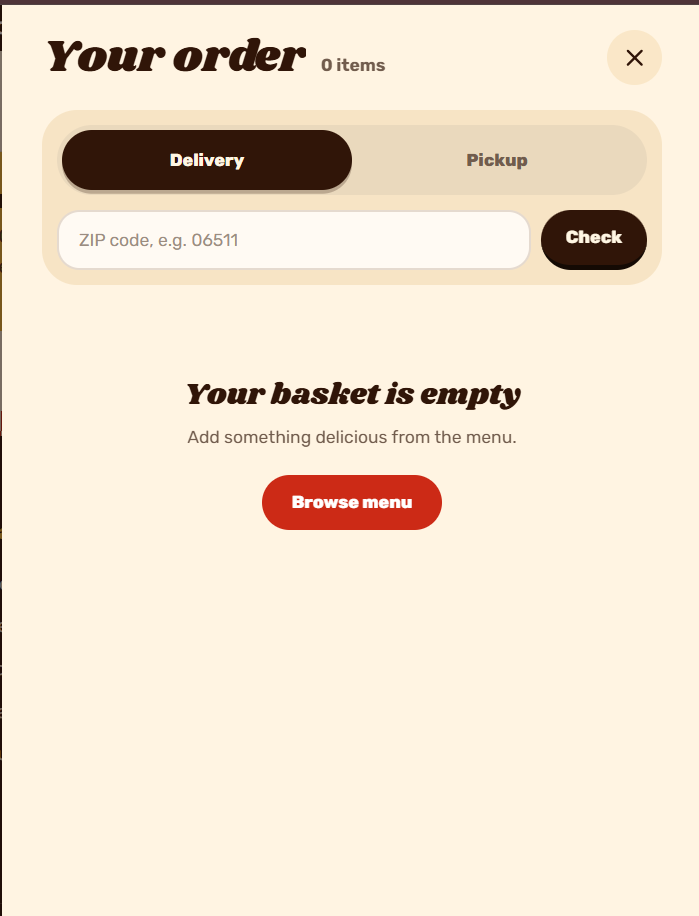 Your order 0 items
Delivery Pickup
ZIP code, e.g. 06511 Check
Your basket is empty
Add something delicious from the menu.
Browse menu